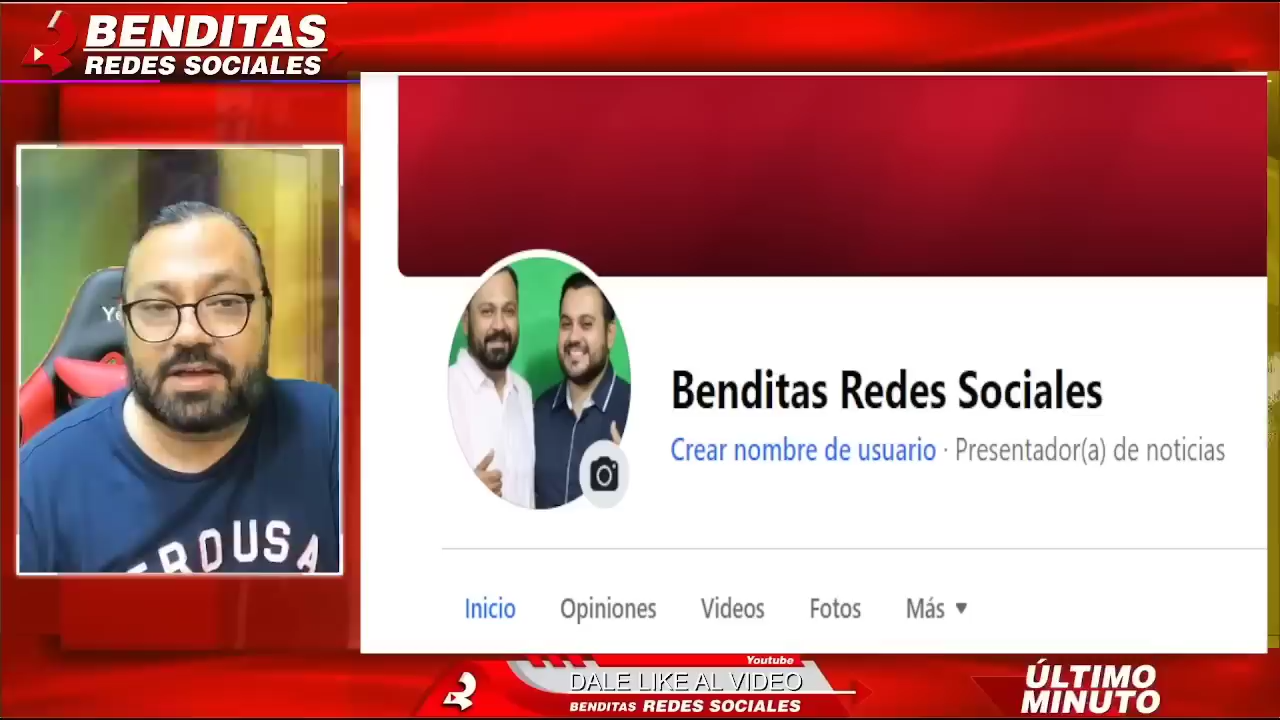 BENDITAS
REDES SOCIALES
Benditas Redes Sociales
Crear nombre de usuario · Presentador(a) de noticias
Inicio Opiniones Videos Fotos Más
Youtube
DALE LIKE AL VIDEO
BENDITAS REDES SOCIALES
ÚLTIMO
MINUTO